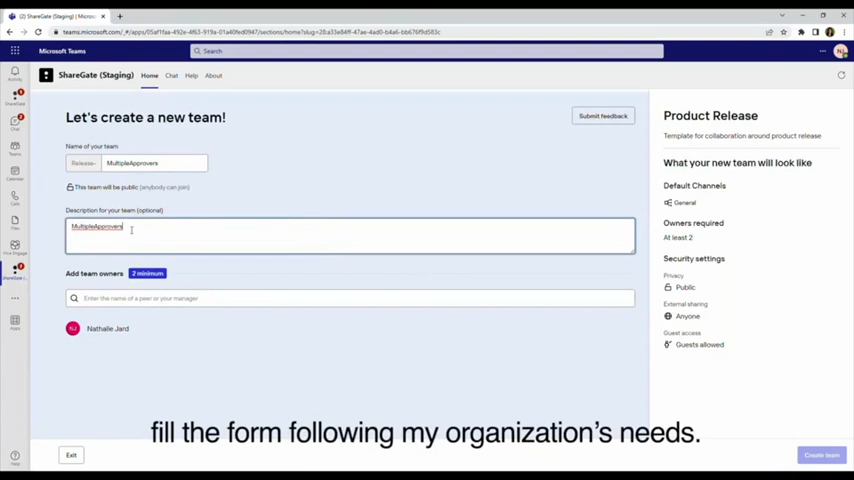 (2) ShareGate (Staging) | Microso
teams.microsoft.com/_#/apps/05af1faa-492e-4f63-919a-01a40fed0947/sections/home?slug=28:a33e84ff-47ae-4ad0-b4a6-bb676f9d583c
Microsoft Teams
Search
ShareGate (Staging)
Home
Chat
Help
About
Activity
ShareGate
Chat
Teams
Calendar
Calls
Files
Hive Engage
ShareGate (
Apps
Help
Let's create a new team!
Submit feedback
Name of your team
Release-
MultipleApprovers
This team will be public (anybody can join)
Description for your team (optional)
MultipleApprovers
Add team owners
2 minimum
Enter the name of a peer or your manager
NJ
Nathalie Jard
Product Release
Template for collaboration around product release
What your new team will look like
Default Channels
General
Owners required
At least 2
Security settings
Privacy
Public
External sharing
Anyone
Guest access
Guests allowed
fill the form following my organization's needs.
Exit
Create team